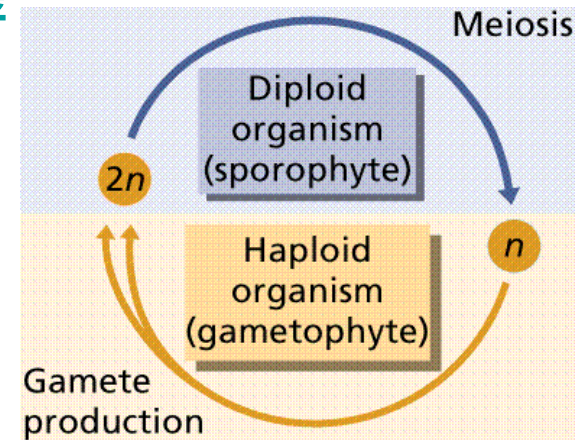 Meiosis
Diploid
organism
(sporophyte)
2n
n
Haploid
organism
(gametophyte)
Gamete
production